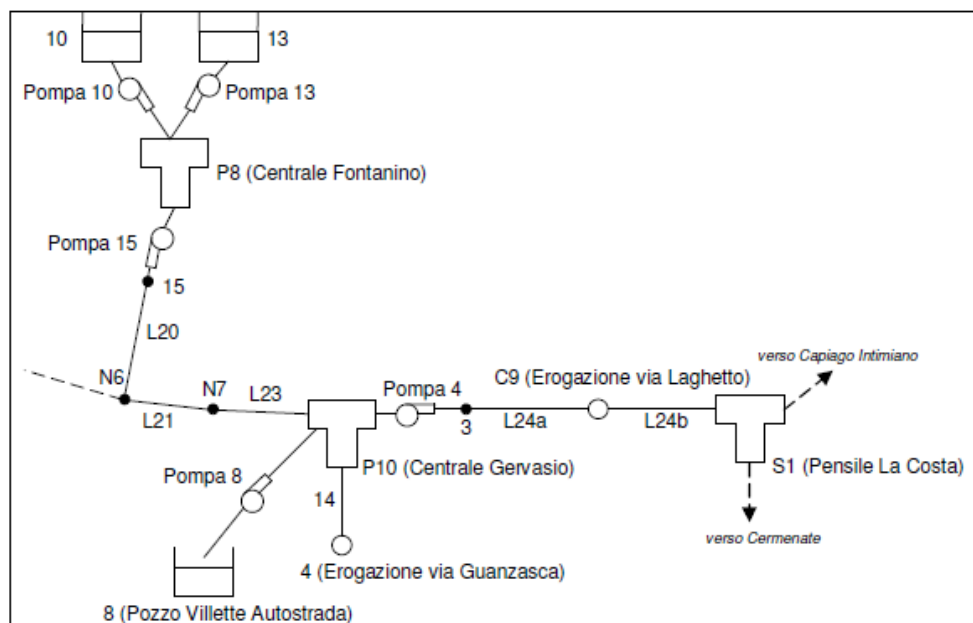 10
13
Pompa 10
Pompa 13
P8 (Centrale Fontanino)
Pompa 15
15
L20
verso Capiago Intimiano
N6
N7
L23
Pompa 4
C9 (Erogazione via Laghetto)
L21
3
L24a
L24b
Pompa 8
P10 (Centrale Gervasio)
S1 (Pensile La Costa)
14
verso Cermenate
4 (Erogazione via Guanzasca)
8 (Pozzo Villette Autostrada)